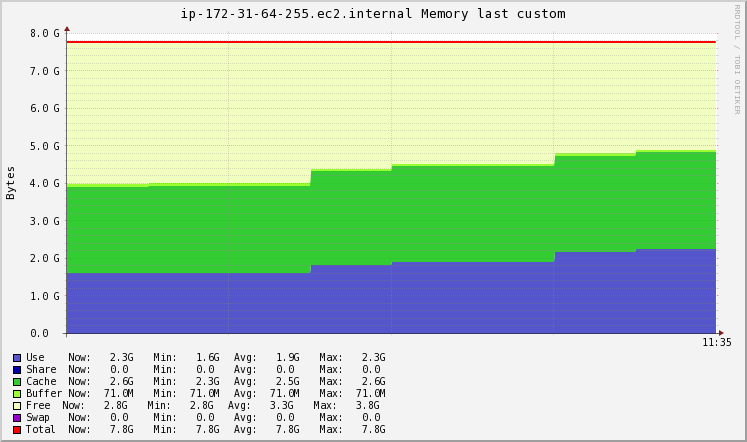 ip-172-31-64-255.ec2.internal Memory last custom
RRDTOOL / TOBI OETIKER
Bytes
8.0 G
7.0 G
6.0 G
5.0 G
4.0 G
3.0 G
2.0 G
1.0 G
0.0
11:35
Use Now: 2.3G Min: 1.6G Avg: 1.9G Max: 2.3G
Share Now: 0.0 Min: 0.0 Avg: 0.0 Max: 0.0
Cache Now: 2.6G Min: 2.3G Avg: 2.5G Max: 2.6G
Buffer Now: 71.0M Min: 71.0M Avg: 71.0M Max: 71.0M
Free Now: 2.8G Min: 2.8G Avg: 3.3G Max: 3.8G
Swap Now: 0.0 Min: 0.0 Avg: 0.0 Max: 0.0
Total Now: 7.8G Min: 7.8G Avg: 7.8G Max: 7.8G